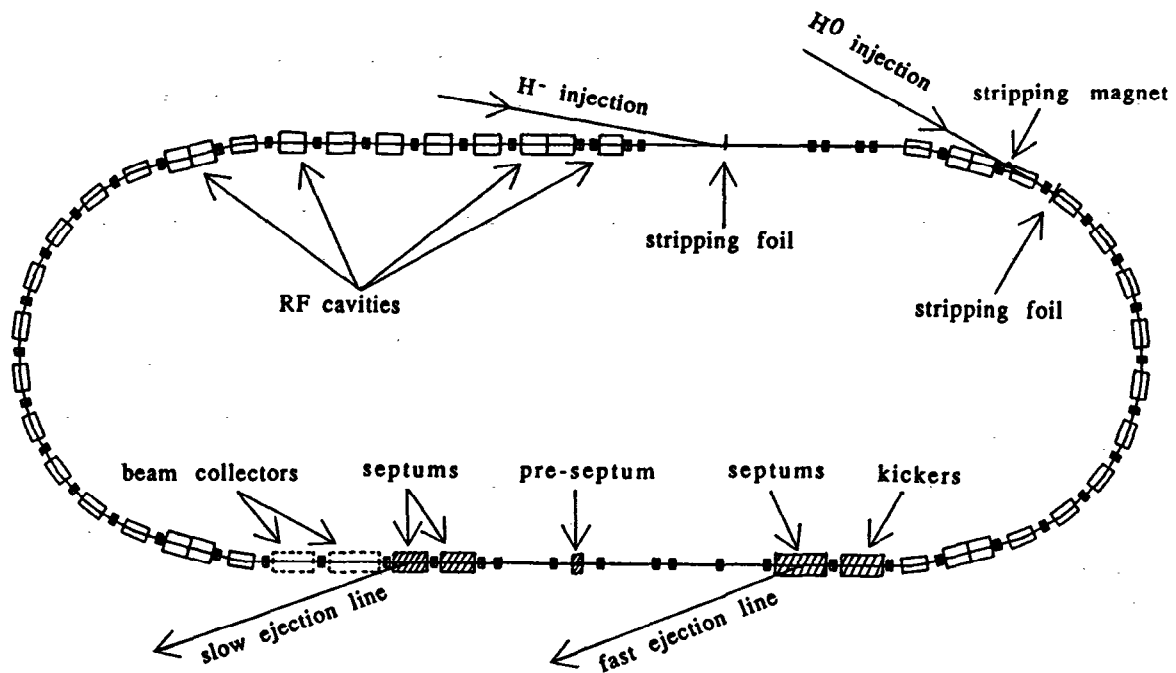 H0 injection
H- injection
stripping magnet
stripping foil
RF cavities
stripping foil
beam collectors
septums
pre-septum
septums
kickers
slow ejection line
fast ejection line